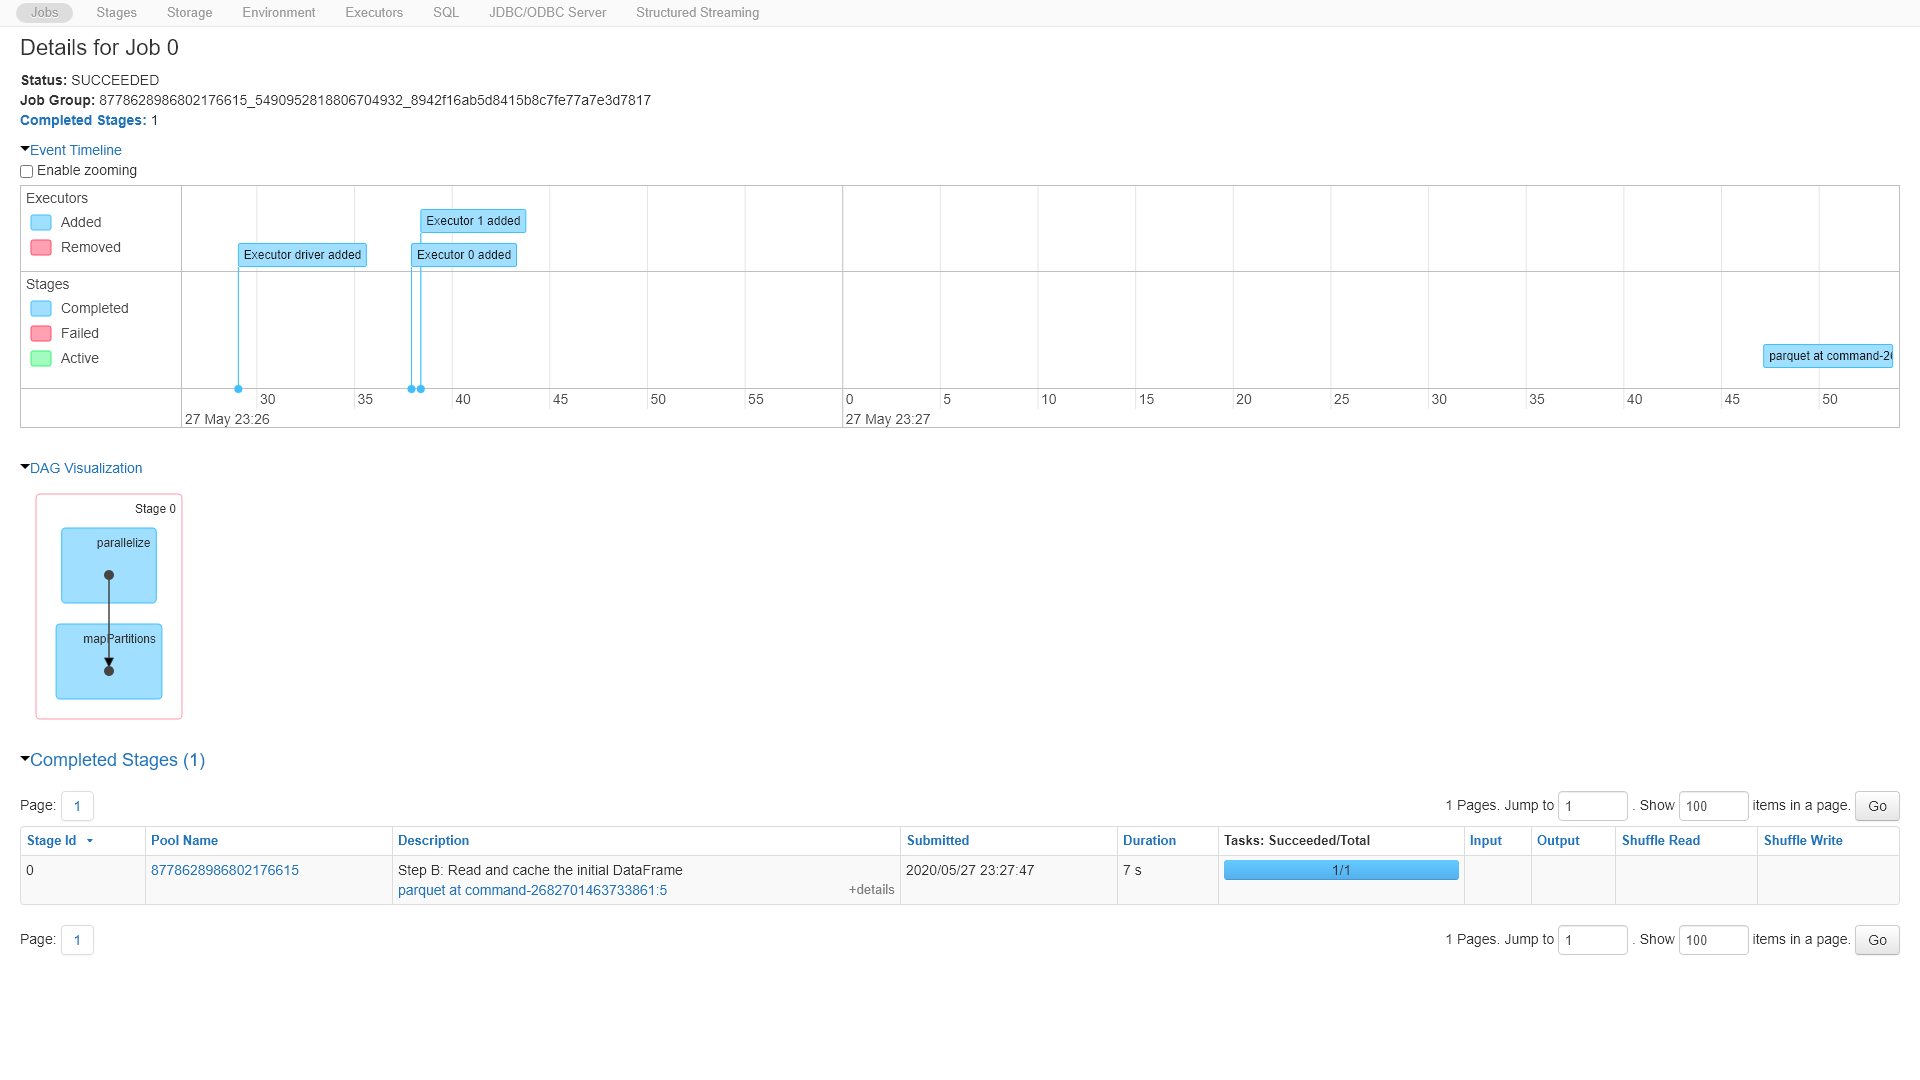 Jobs Stages Storage Environment Executors SQL JDBC/ODBC Server Structured Streaming
Details for Job 0
Status: SUCCEEDED
Job Group: 8778628986802176615_5490952818806704932_8942f16ab5d8415b8c7fe77a7e3d7817
Completed Stages: 1
Event Timeline
Enable zooming
Executors
Added
Removed
Executor 1 added
Executor driver added
Executor 0 added
Stages
Completed
Failed
Active
parquet at command-26
30 35 40 45 50 55 0 5 10 15 20 25 30 35 40 45 50
27 May 23:26 27 May 23:27
DAG Visualization
Stage 0
parallelize
mapPartitions
Completed Stages (1)
Page: 1 1 Pages. Jump to 1 . Show 100 items in a page. Go
Stage Id Pool Name Description Submitted Duration Tasks: Succeeded/Total Input Output Shuffle Read Shuffle Write
0 8778628986802176615 Step B: Read and cache the initial DataFrame 2020/05/27 23:27:47 7 s 1/1
parquet at command-2682701463733861:5 +details
Page: 1 1 Pages. Jump to 1 . Show 100 items in a page. Go